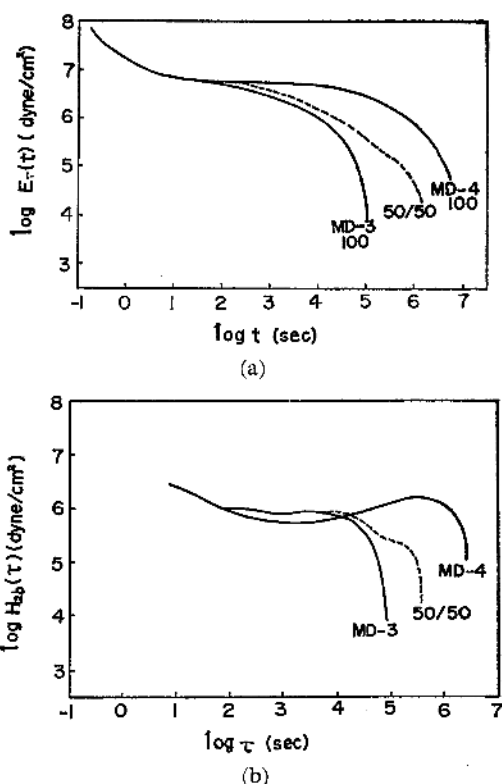 8
7
6
5
4
3
log E_T(t) (dyne/cm²)
MD-4
100
50/50
MD-3
100
-1 0 1 2 3 4 5 6 7
log t (sec)
(a)
8
7
6
5
4
3
log H₂b(τ) (dyne/cm²)
MD-4
50/50
MD-3
-1 0 1 2 3 4 5 6 7
log τ (sec)
(b)